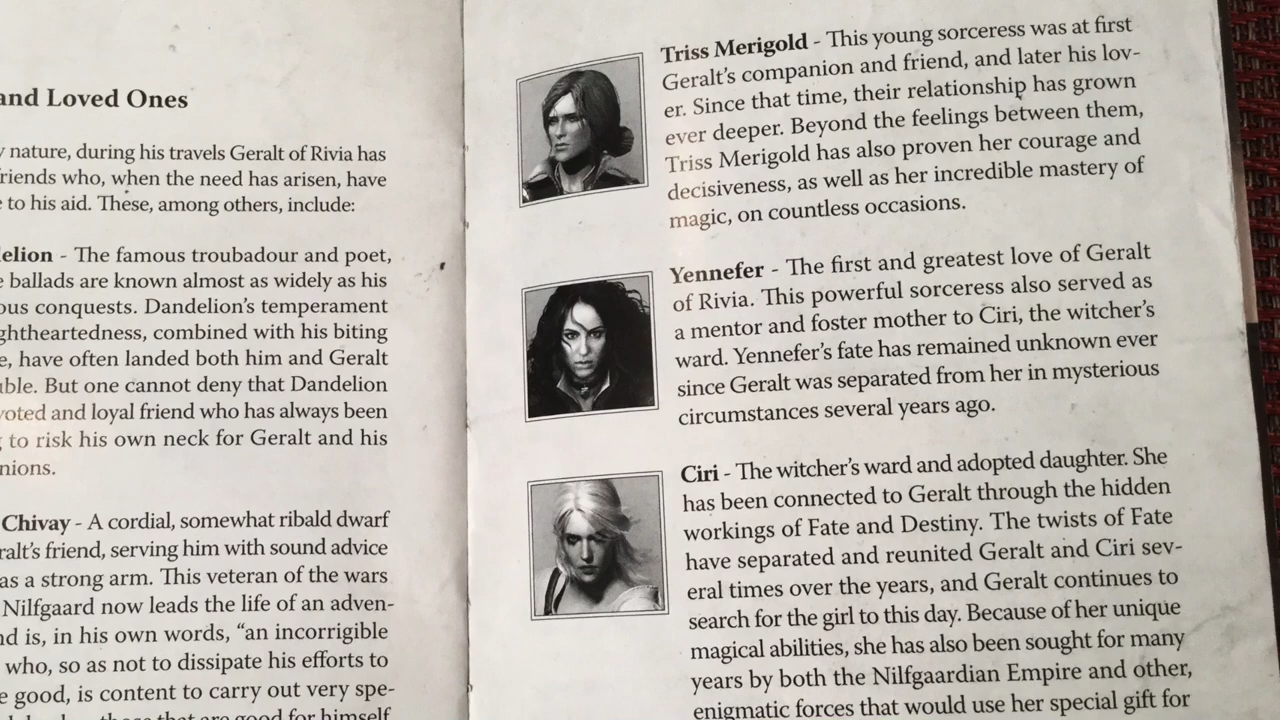 and Loved Ones
nature, during his travels Geralt of Rivia has
friends who, when the need has arisen, have
to his aid. These, among others, include:
The famous troubadour and poet,
ballads are known almost as widely as his
conquests. Dandelion's temperament
combined with his biting
have often landed both him and Geralt
But one cannot deny that Dandelion
loyal friend who has always been
to risk his own neck for Geralt and his
Chivay - A cordial, somewhat ribald dwarf
friend, serving him with sound advice
as a strong arm. This veteran of the wars
Nilfgaard now leads the life of an adven-
is, in his own words, “an incorrigible
who, so as not to dissipate his efforts to
good, is content to carry out very spe-
those that are good for himself
Triss Merigold - This young sorceress was at first
Geralt's companion and friend, and later his lov-
er. Since that time, their relationship has grown
ever deeper. Beyond the feelings between them,
Triss Merigold has also proven her courage and
decisiveness, as well as her incredible mastery of
magic, on countless occasions.
Yennefer - The first and greatest love of Geralt
of Rivia. This powerful sorceress also served as
a mentor and foster mother to Ciri, the witcher's
ward. Yennefer's fate has remained unknown ever
since Geralt was separated from her in mysterious
circumstances several years ago.
Ciri - The witcher's ward and adopted daughter. She
has been connected to Geralt through the hidden
workings of Fate and Destiny. The twists of Fate
have separated and reunited Geralt and Ciri sev-
eral times over the years, and Geralt continues to
search for the girl to this day. Because of her unique
magical abilities, she has also been sought for many
years by both the Nilfgaardian Empire and other,
enigmatic forces that would use her special gift for